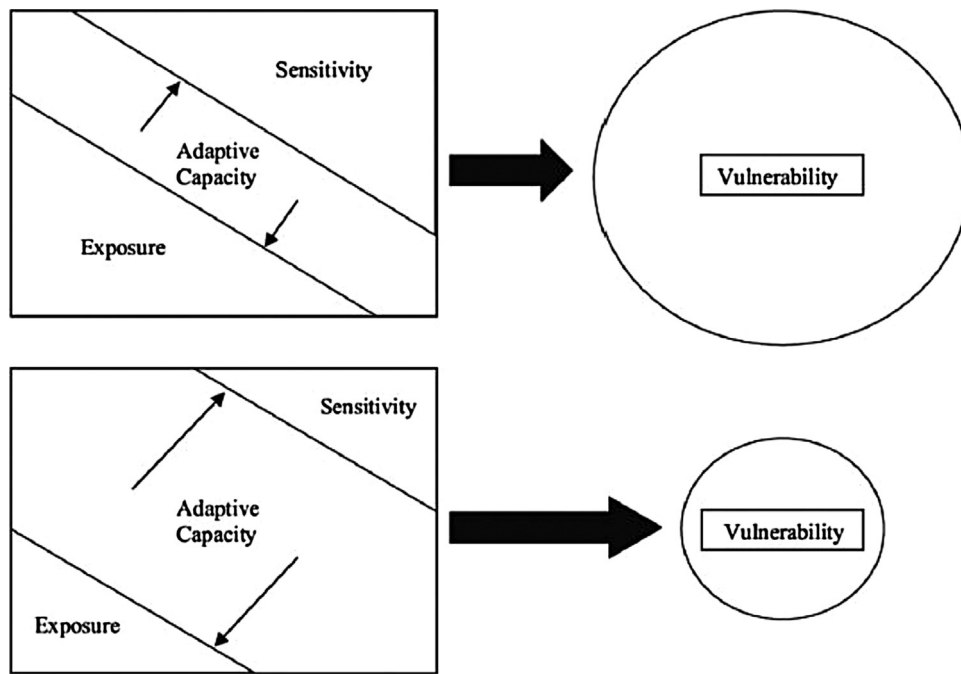 Sensitivity
Adaptive
Capacity
Exposure
Vulnerability
Sensitivity
Adaptive
Capacity
Exposure
Vulnerability